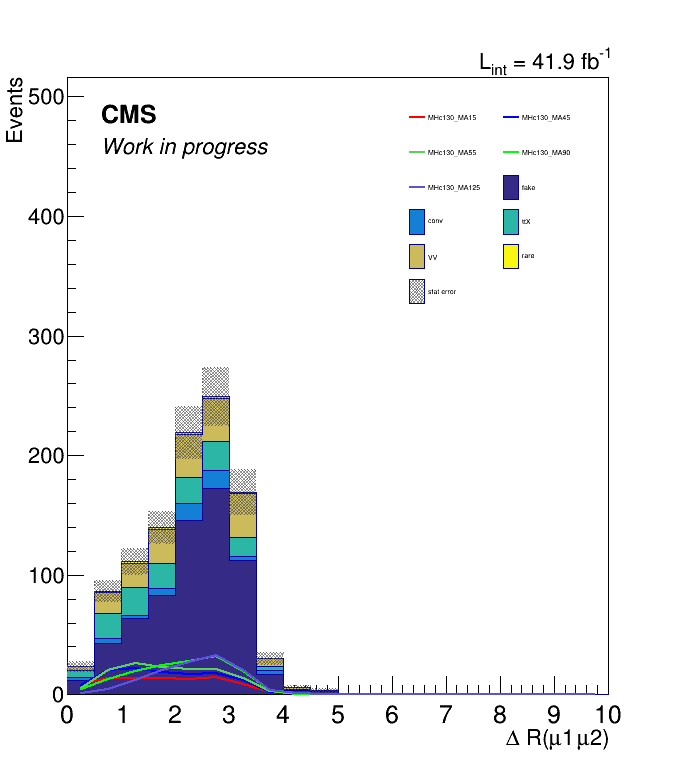 L_int = 41.9 fb^-1
Events
500
CMS
Work in progress
MHc130_MA15
MHc130_MA45
MHc130_MA55
MHc130_MA90
MHc130_MA125
fake
conv
ttX
VV
rare
stat error
400
300
200
100
0
0 1 2 3 4 5 6 7 8 9 10
Δ R(μ1μ2)